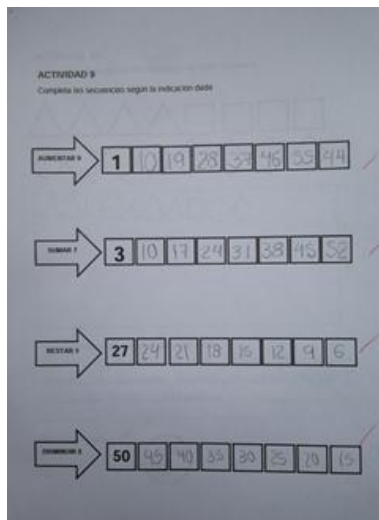 ACTIVIDAD 9
Completa las secuencias según la indicación dada
AUMENTAR 9 1 10 19 28 37 46 55 44
SUMAR 7 3 10 17 24 31 38 45 52
RESTAR 3 27 24 21 18 15 12 9 6
DISMINUIR 5 50 45 40 35 30 25 20 15